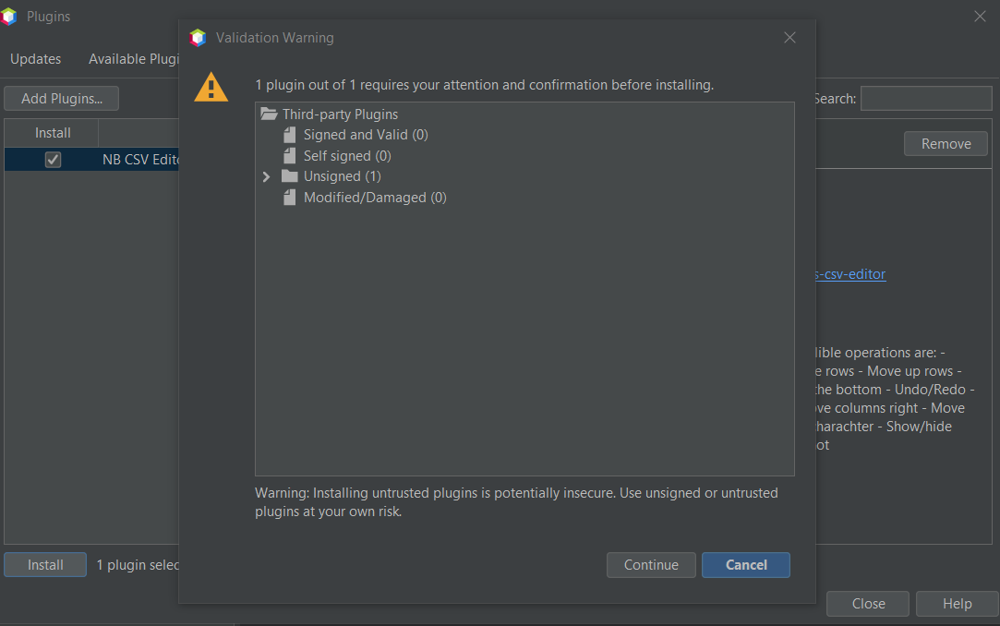 Plugins
Updates
Available Plugi
Validation Warning
Add Plugins...
1 plugin out of 1 requires your attention and confirmation before installing.
Search:
Install
Third-party Plugins
Signed and Valid (0)
Remove
NB CSV Edit
Self signed (0)
Unsigned (1)
Modified/Damaged (0)
s-csv-editor
dible operations are: -
e rows - Move up rows -
the bottom - Undo/Redo -
ove columns right - Move
harachter - Show/hide
ot
Warning: Installing untrusted plugins is potentially insecure. Use unsigned or untrusted
plugins at your own risk.
Install
1 plugin selec
Continue
Cancel
Close
Help